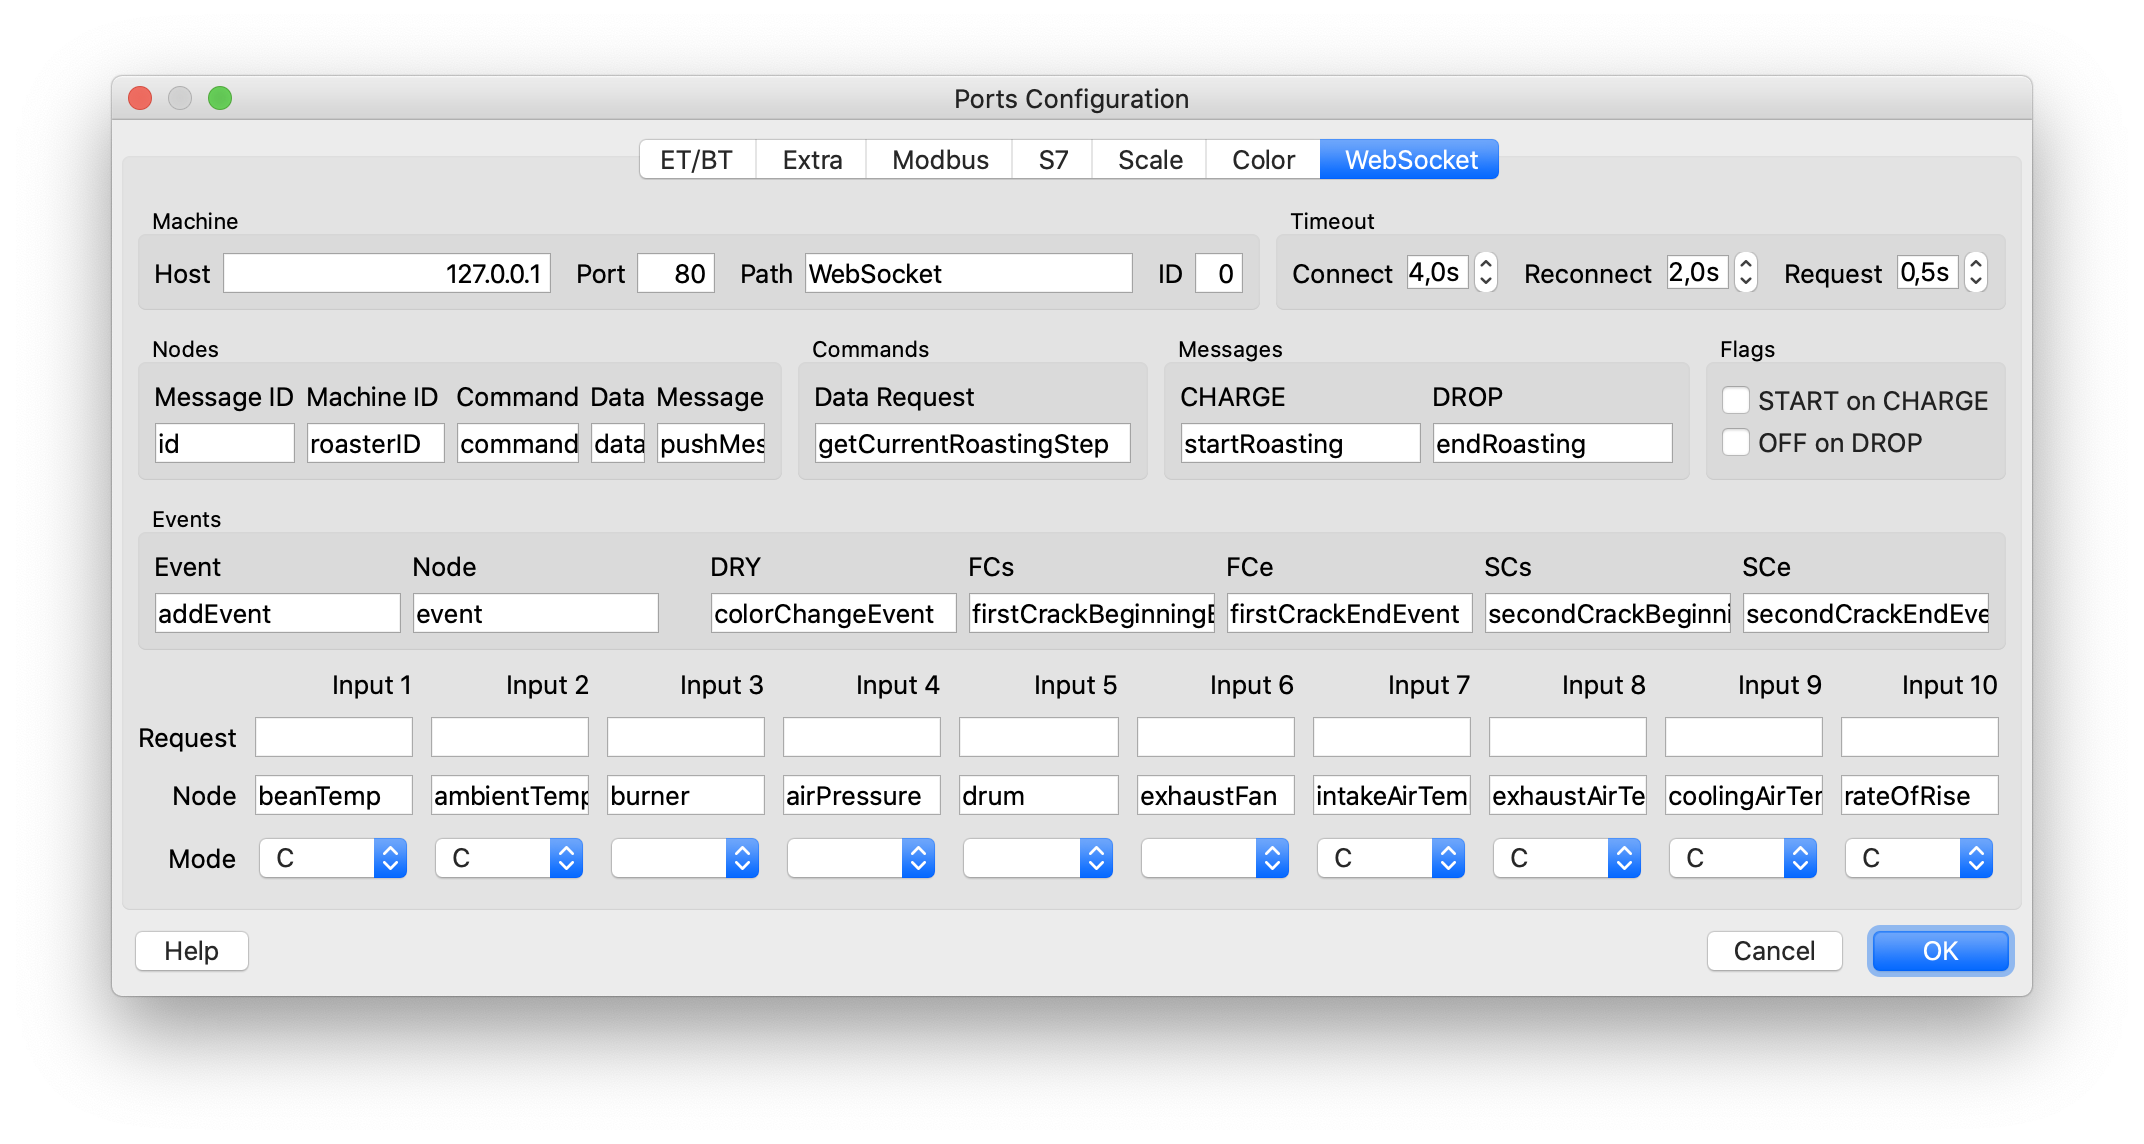 Ports Configuration
ET/BT Extra Modbus S7 Scale Color WebSocket
Machine Timeout
Host 127.0.0.1 Port 80 Path WebSocket ID 0 Connect 4,0s Reconnect 2,0s Request 0,5s
Nodes Commands Messages Flags
Message ID Machine ID Command Data Message Data Request CHARGE DROP START on CHARGE
id roasterID command data pushMes getCurrentRoastingStep startRoasting endRoasting OFF on DROP
Events
Event Node DRY FCs FCe SCs SCe
addEvent event colorChangeEvent firstCrackBeginningE firstCrackEndEvent secondCrackBeginni secondCrackEndEve
Input 1 Input 2 Input 3 Input 4 Input 5 Input 6 Input 7 Input 8 Input 9 Input 10
Request
Node beanTemp ambientTemp burner airPressure drum exhaustFan intakeAirTem exhaustAirTe coolingAirTer rateOfRise
Mode C C C C C C
Help Cancel OK